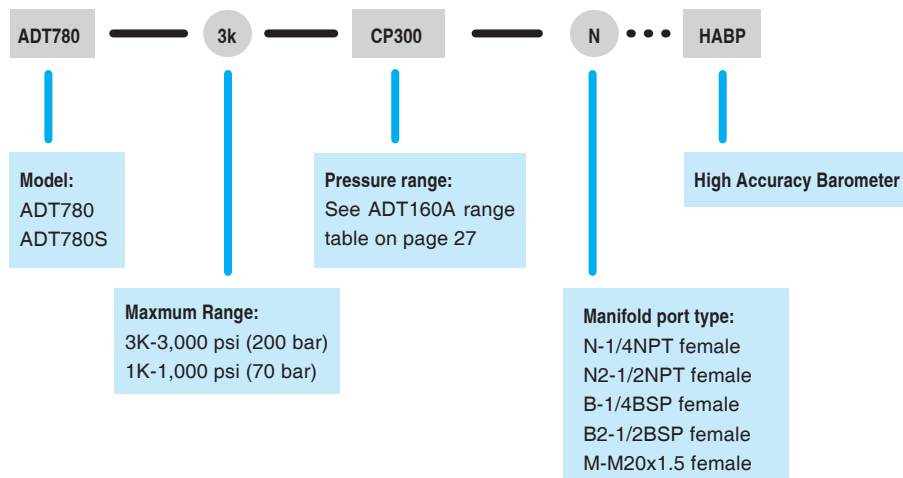 ADT780 3k CP300 N HABP
Model:
ADT780
ADT780S
Pressure range:
See ADT160A range
table on page 27
High Accuracy Barometer
Maxmum Range:
3K-3,000 psi (200 bar)
1K-1,000 psi (70 bar)
Manifold port type:
N-1/4NPT female
N2-1/2NPT female
B-1/4BSP female
B2-1/2BSP female
M-M20x1.5 female